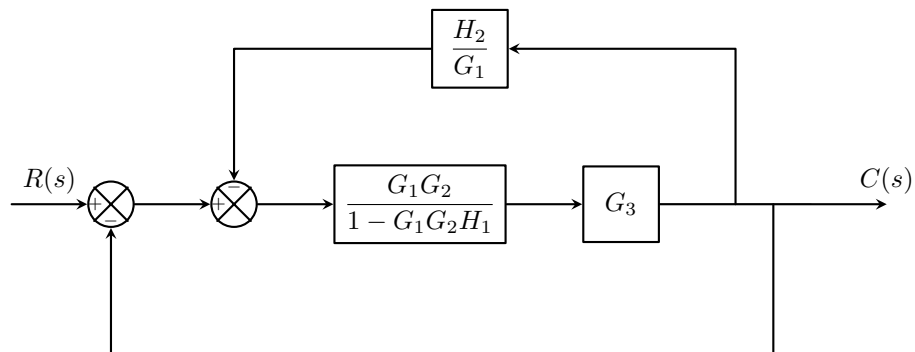 H_2
G_1
R(s)
+
−
+
−
G_1G_2
1 − G_1G_2H_1
G_3
C(s)